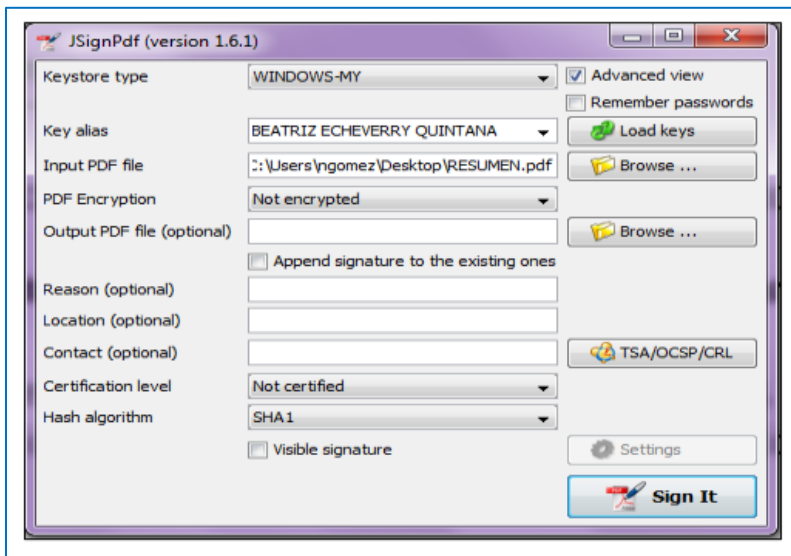 JSignPdf (version 1.6.1)
Keystore type WINDOWS-MY Advanced view
Remember passwords
Key alias BEATRIZ ECHEVERRY QUINTANA Load keys
Input PDF file :\Users\ngomez\Desktop\RESUMEN.pdf Browse ...
PDF Encryption Not encrypted
Output PDF file (optional) Browse ...
Append signature to the existing ones
Reason (optional)
Location (optional)
Contact (optional) TSA/OCSP/CRL
Certification level Not certified
Hash algorithm SHA1
Visible signature Settings
Sign It